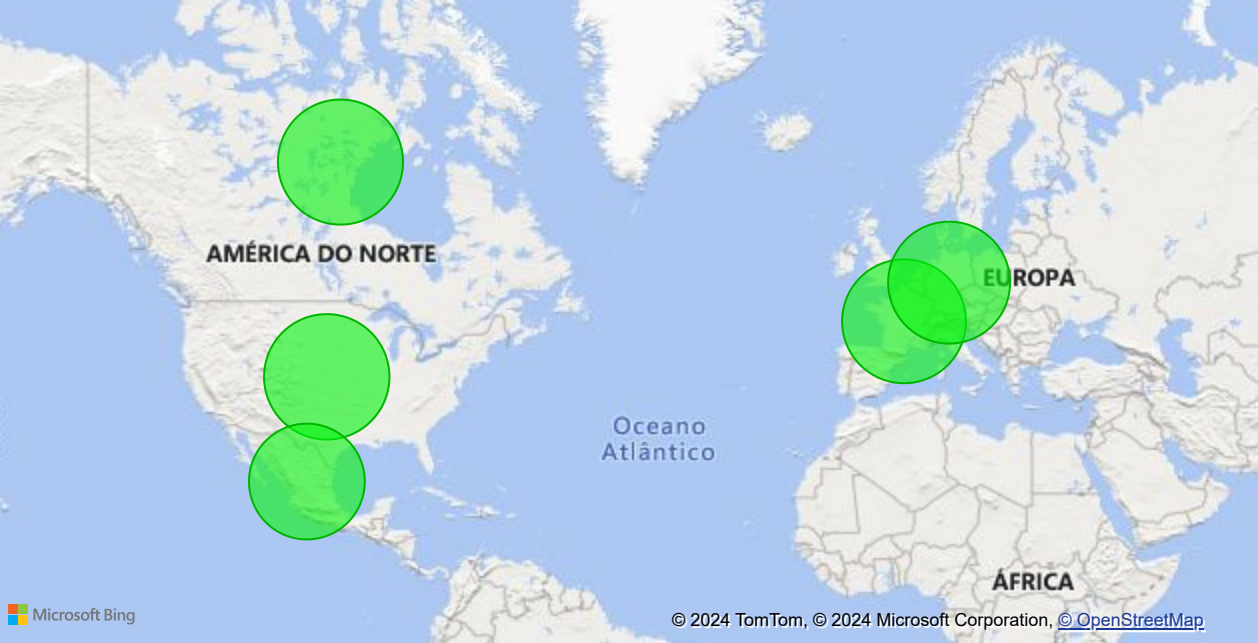 AMÉRICA DO NORTE
EUROPA
Oceano
Atlântico
ÁFRICA
Microsoft Bing
© 2024 TomTom, © 2024 Microsoft Corporation, © OpenStreetMap